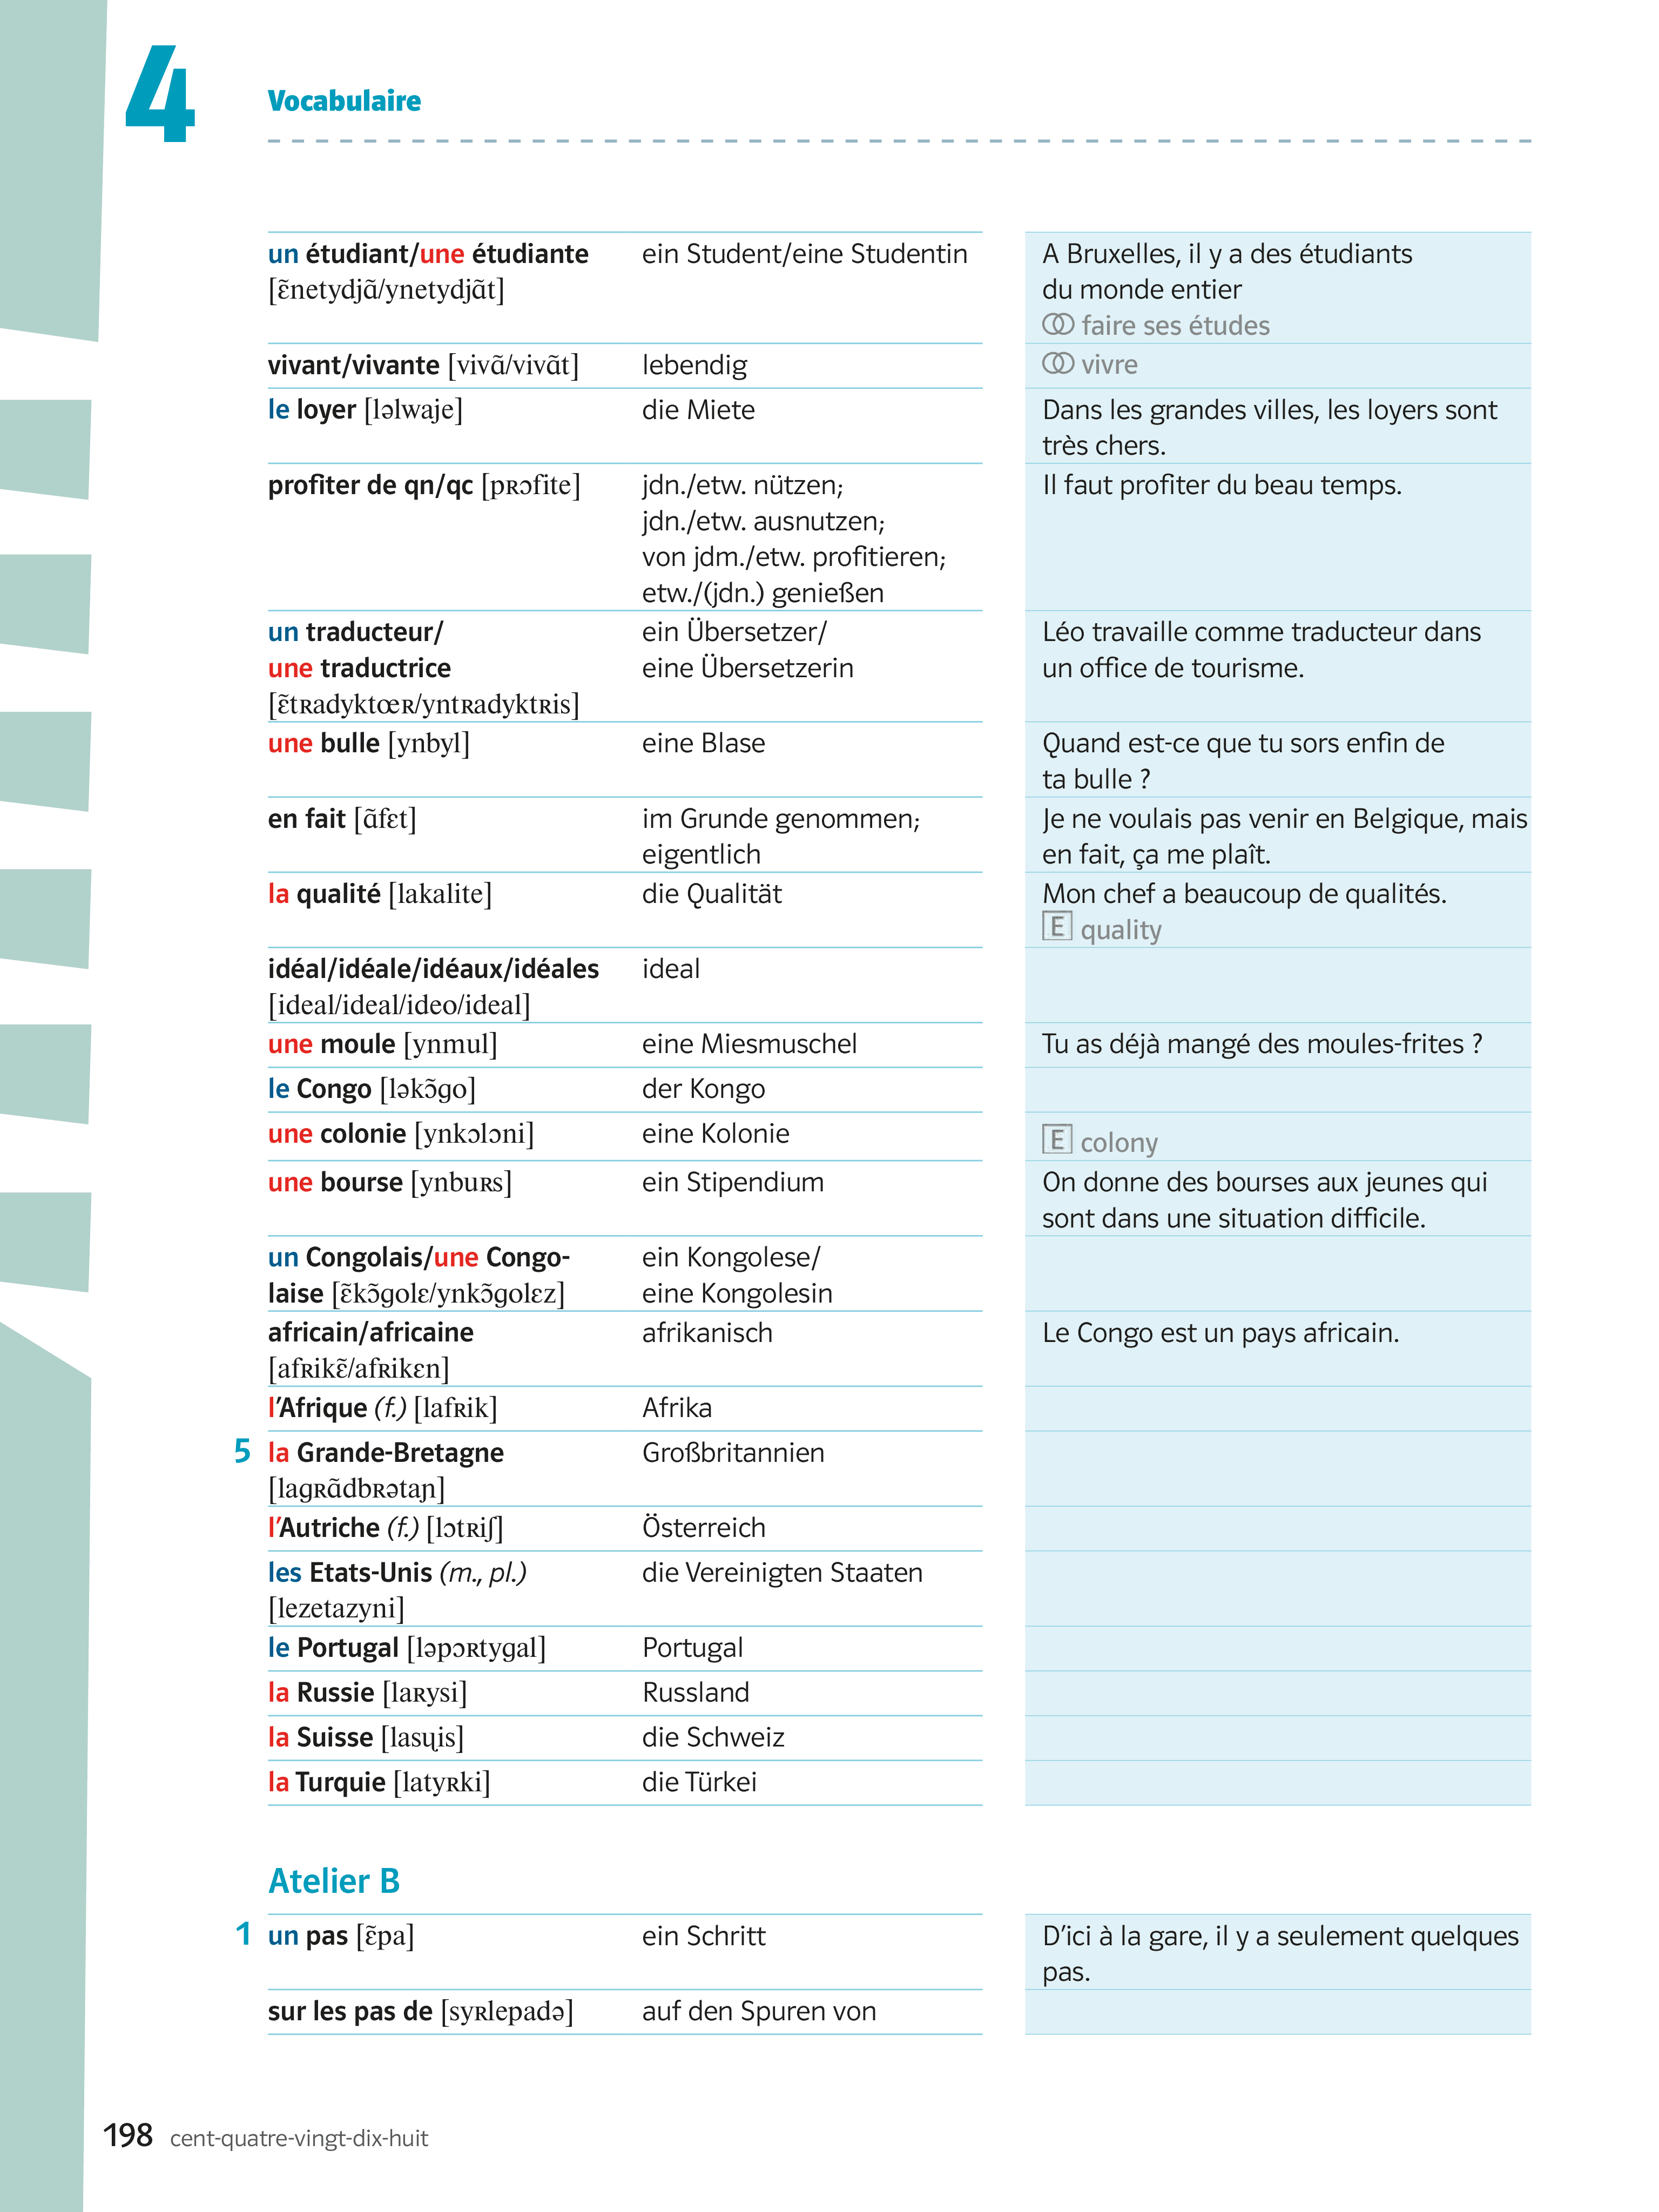 4
Vocabulaire
un étudiant/une étudiante ein Student/eine Studentin A Bruxelles, il y a des étudiants
[ɛ̃netydjɑ̃/ynetydjɑ̃t] du monde entier
faire ses études
vivant/vivante [vivɑ̃/vivɑ̃t] lebendig vivre
le loyer [ləlwaje] die Miete Dans les grandes villes, les loyers sont
très chers.
profiter de qn/qc [pʀɔfite] jdn./etw. nützen; Il faut profiter du beau temps.
jdn./etw. ausnutzen;
von jdm./etw. profitieren;
etw./(jdn.) genießen
un traducteur/ ein Übersetzer/ Léo travaille comme traducteur dans
une traductrice eine Übersetzerin un office de tourisme.
[ɛ̃tʀadyktœʀ/yntʀadyktʀis]
une bulle [ynbyl] eine Blase Quand est-ce que tu sors enfin de
ta bulle ?
en fait [ɑ̃fɛt] im Grunde genommen; Je ne voulais pas venir en Belgique, mais
eigentlich en fait, ça me plaît.
la qualité [lakalite] die Qualität Mon chef a beaucoup de qualités.
E quality
idéal/idéale/idéaux/idéales ideal
[ideal/ideal/ideo/ideal]
une moule [ynmul] eine Miesmuschel Tu as déjà mangé des moules-frites ?
le Congo [ləkɔ̃go] der Kongo
une colonie [ynkɔlɔni] eine Kolonie E colony
une bourse [ynbuʀs] ein Stipendium On donne des bourses aux jeunes qui
sont dans une situation difficile.
un Congolais/une Congo- ein Kongolese/
laise [ɛ̃kɔ̃golɛ/ynkɔ̃golɛz] eine Kongolesin
africain/africaine afrikanisch Le Congo est un pays africain.
[afʀikɛ̃/afʀikɛn]
l'Afrique (f.) [lafʀik] Afrika
5 la Grande-Bretagne Großbritannien
[lagʀɑ̃dbʀətaɲ]
l'Autriche (f.) [lɔtʀiʃ] Österreich
les Etats-Unis (m., pl.) die Vereinigten Staaten
[lezetazyni]
le Portugal [ləpɔʀtygal] Portugal
la Russie [laʀysi] Russland
la Suisse [lasɥis] die Schweiz
la Turquie [latyʀki] die Türkei
Atelier B
1 un pas [ɛ̃pa] ein Schritt D'ici à la gare, il y a seulement quelques
pas.
sur les pas de [syʀlepadə] auf den Spuren von
198 cent-quatre-vingt-dix-huit